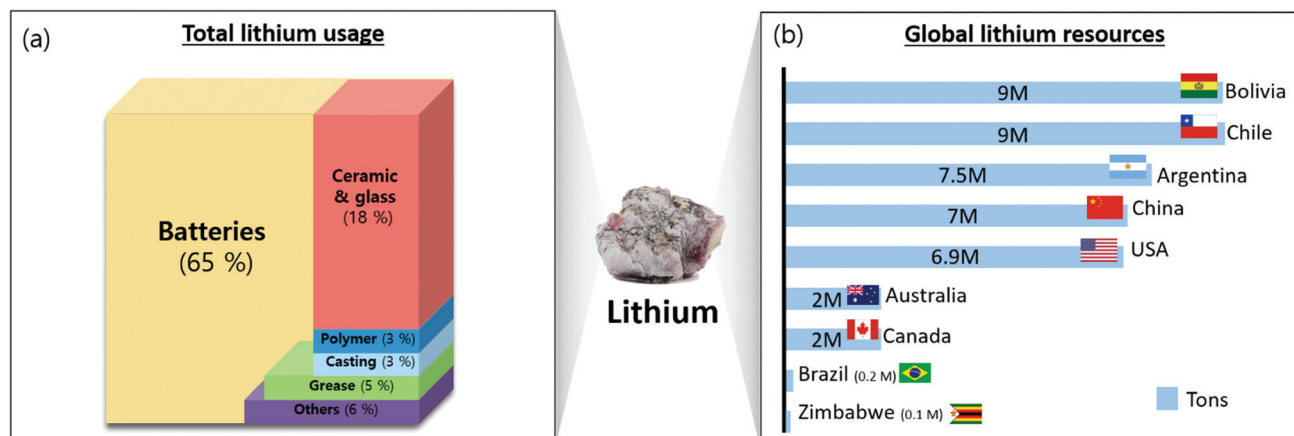 (a)
Total lithium usage
Batteries
(65 %)
Ceramic
& glass
(18 %)
Polymer (3 %)
Casting (3 %)
Grease (5 %)
Others (6 %)
Lithium
(b)
Global lithium resources
9M Bolivia
9M Chile
7.5M Argentina
7M China
6.9M USA
2M Australia
2M Canada
Brazil (0.2 M)
Zimbabwe (0.1 M)
Tons